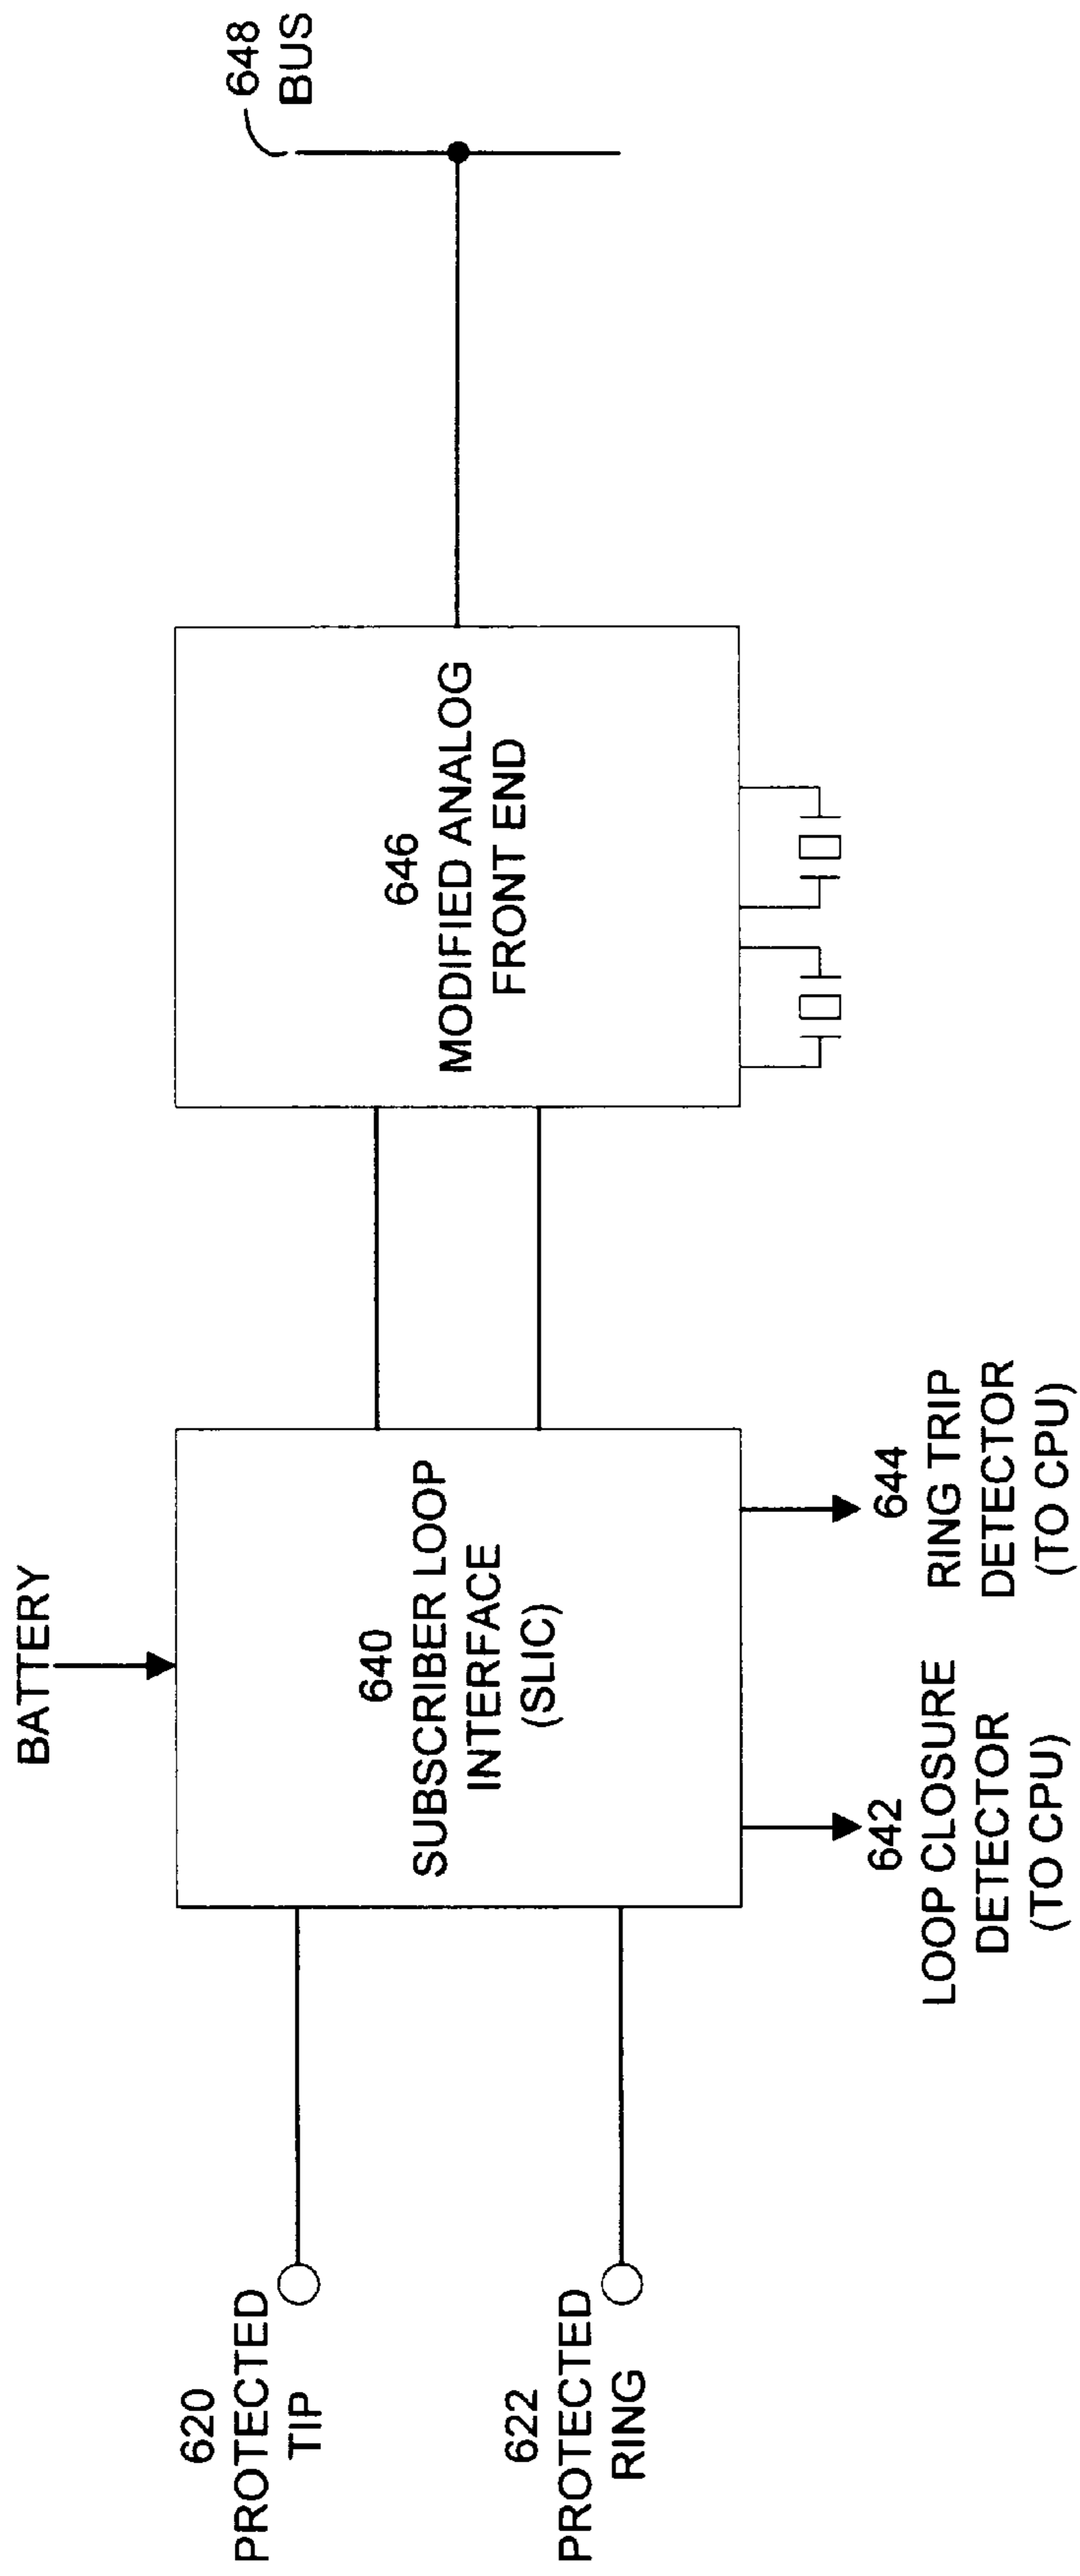 BATTERY
620
PROTECTED
TIP
622
PROTECTED
RING
640
SUBSCRIBER LOOP
INTERFACE
(SLIC)
642
LOOP CLOSURE
DETECTOR
(TO CPU)
644
RING TRIP
DETECTOR
(TO CPU)
646
MODIFIED ANALOG
FRONT END
648
BUS